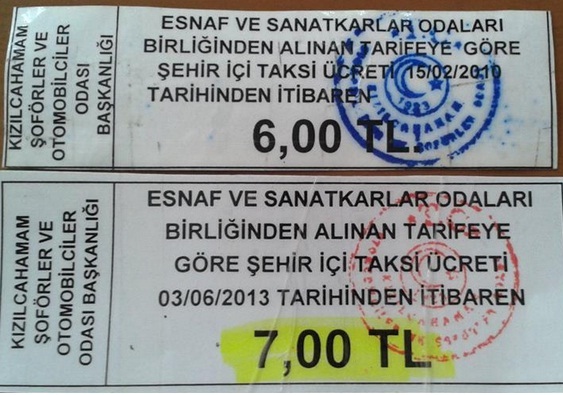 KIZILCAHAMAM
ŞOFÖRLER VE
OTOMOBİLCİLER
ODASI
BAŞKANLIĞI
ESNAF VE SANATKARLAR ODALARI
BİRLİĞİNDEN ALINAN TARİFEYE GÖRE
ŞEHİR İÇİ TAKSİ ÜCRETİ 15/02/2010
TARİHİNDEN İTİBAREN
6,00 TL.
1983
KIZILCAHAMAM
KIZILCAHAMAM
ŞOFÖRLER VE
OTOMOBİLCİLER
ODASI BAŞKANLIĞI
ESNAF VE SANATKARLAR ODALARI
BİRLİĞİNDEN ALINAN TARİFEYE
GÖRE ŞEHİR İÇİ TAKSİ ÜCRETİ
03/06/2013 TARİHİNDEN İTİBAREN
7,00 TL